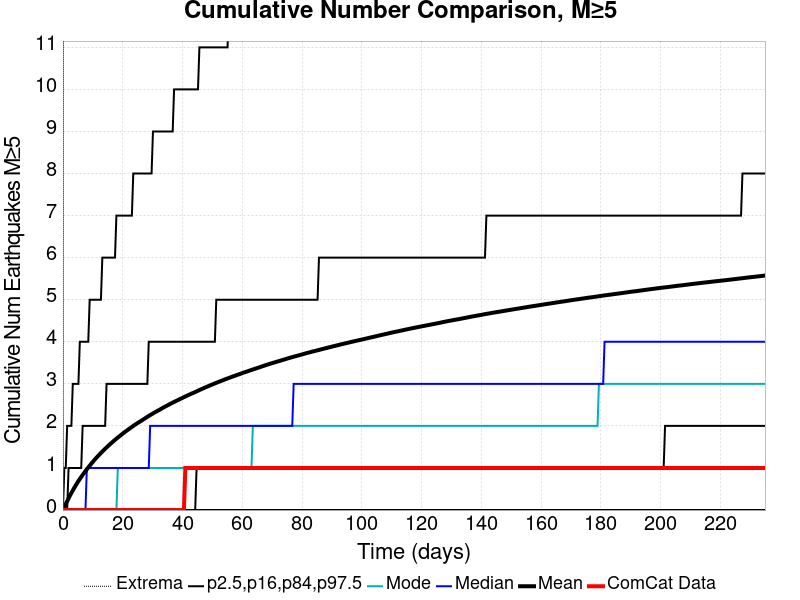 Cumulative Number Comparison, M≥5
Cumulative Num Earthquakes M≥5
11
10
9
8
7
6
5
4
3
2
1
0
0 20 40 60 80 100 120 140 160 180 200 220
Time (days)
Extrema p2.5,p16,p84,p97.5 Mode Median Mean ComCat Data